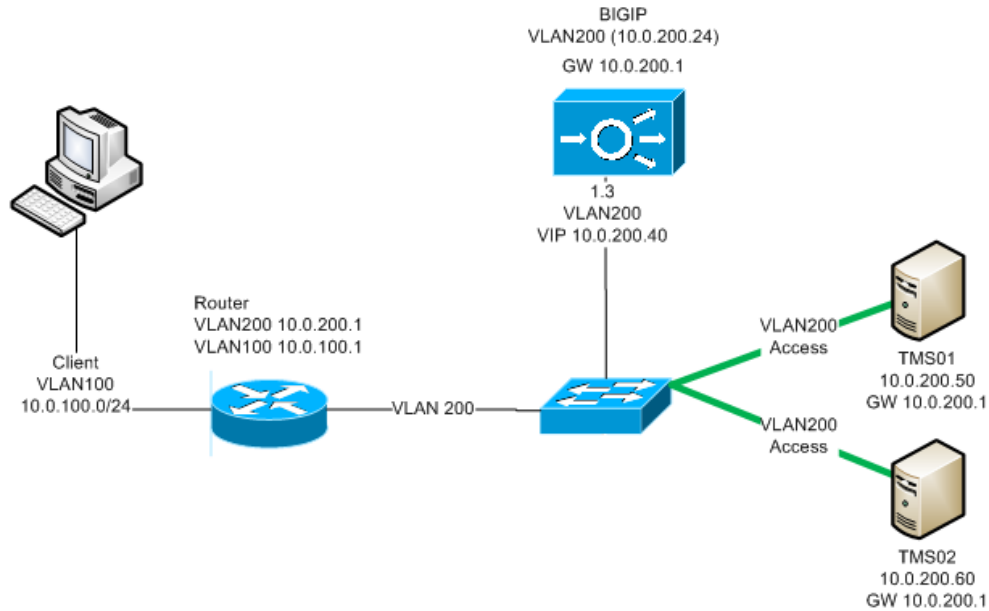 BIGIP
VLAN200 (10.0.200.24)
GW 10.0.200.1
1.3
VLAN200
VIP 10.0.200.40
Router
VLAN200 10.0.200.1
VLAN100 10.0.100.1
Client
VLAN100
10.0.100.0/24
VLAN 200
VLAN200
Access
TMS01
10.0.200.50
GW 10.0.200.1
VLAN200
Access
TMS02
10.0.200.60
GW 10.0.200.1